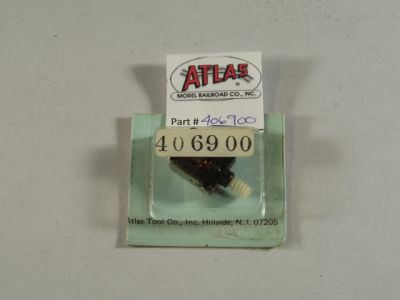 ATLAS
MODEL RAILROAD CO., INC.
Part # 406900
406900
Atlas Tool Co., Inc. Hillside, N.J. 07205